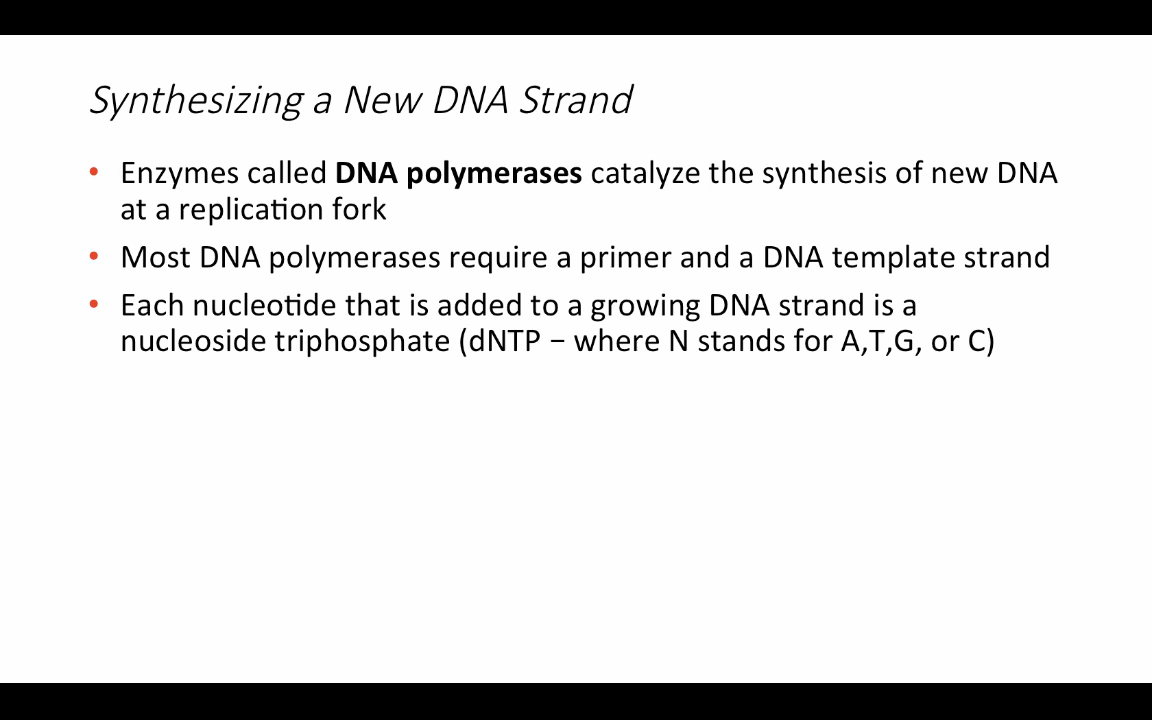 Synthesizing a New DNA Strand
• Enzymes called DNA polymerases catalyze the synthesis of new DNA
at a replication fork
• Most DNA polymerases require a primer and a DNA template strand
• Each nucleotide that is added to a growing DNA strand is a
nucleoside triphosphate (dNTP − where N stands for A,T,G, or C)